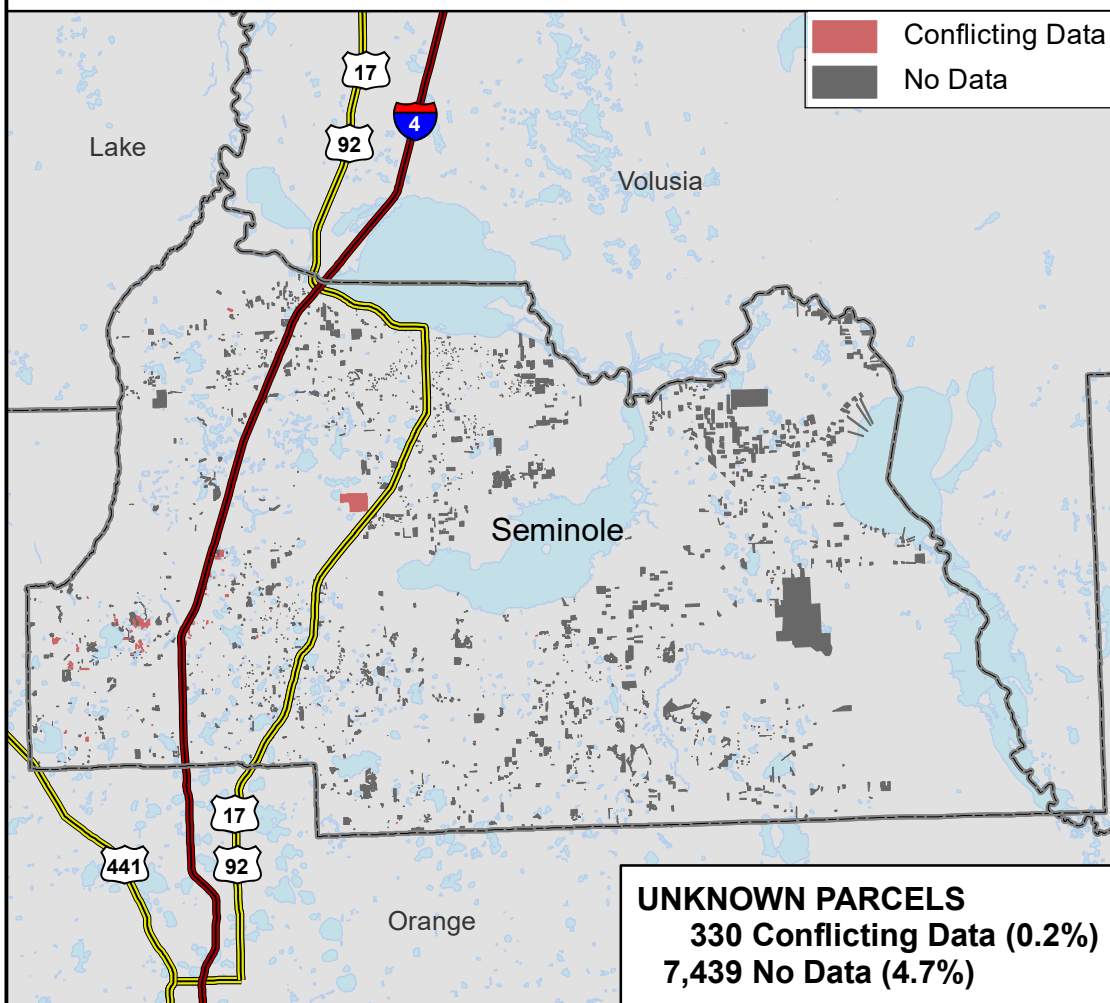 Conflicting Data
No Data
17
4
92
Lake
Volusia
Seminole
17
441
92
Orange
UNKNOWN PARCELS
330 Conflicting Data (0.2%)
7,439 No Data (4.7%)